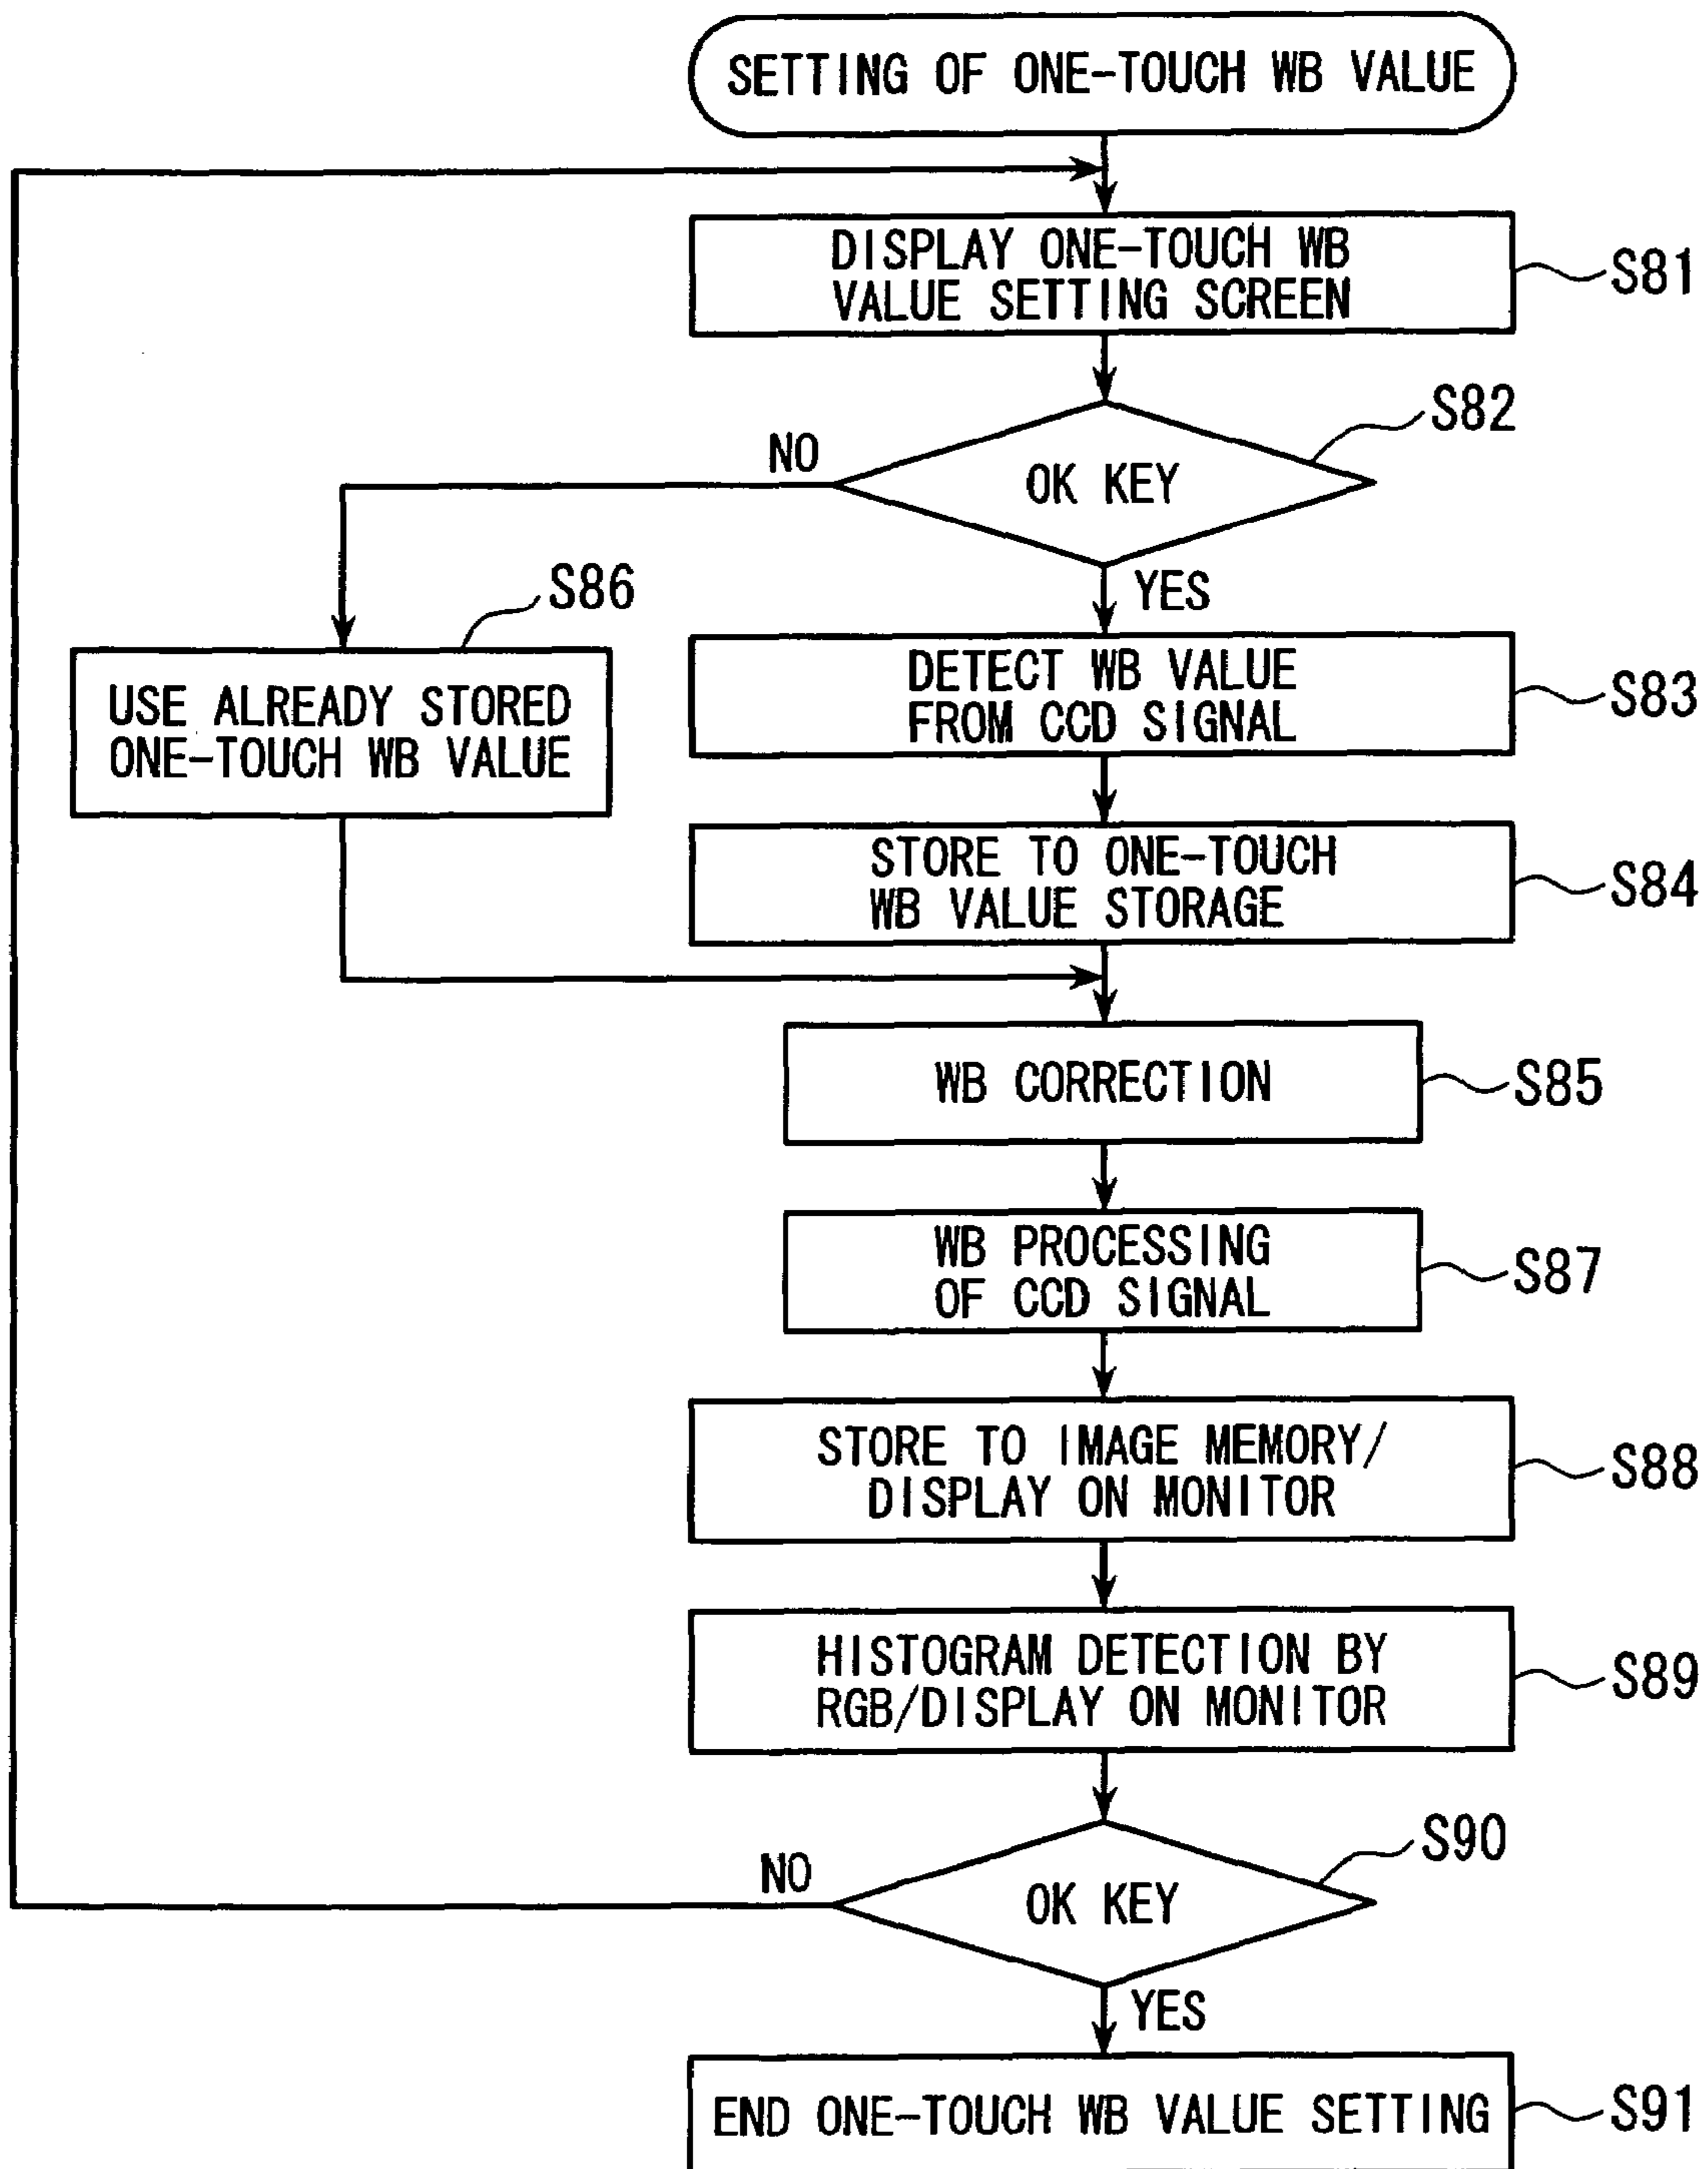 SETTING OF ONE-TOUCH WB VALUE
DISPLAY ONE-TOUCH WB
VALUE SETTING SCREEN
S81
S82
NO
OK KEY
YES
S86
USE ALREADY STORED
ONE-TOUCH WB VALUE
DETECT WB VALUE
FROM CCD SIGNAL
S83
STORE TO ONE-TOUCH
WB VALUE STORAGE
S84
WB CORRECTION
S85
WB PROCESSING
OF CCD SIGNAL
S87
STORE TO IMAGE MEMORY/
DISPLAY ON MONITOR
S88
HISTOGRAM DETECTION BY
RGB/DISPLAY ON MONITOR
S89
S90
NO
OK KEY
YES
END ONE-TOUCH WB VALUE SETTING
S91